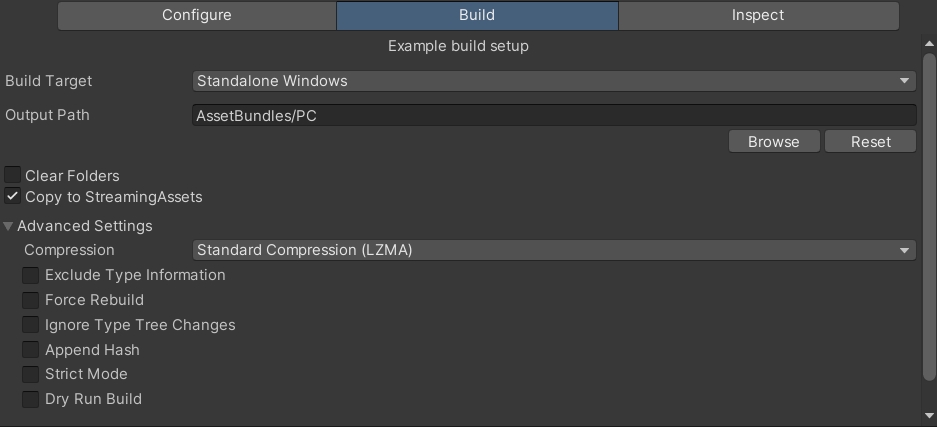 Configure Build Inspect
Example build setup
Build Target Standalone Windows
Output Path AssetBundles/PC
Browse Reset
Clear Folders
Copy to StreamingAssets
Advanced Settings
Compression Standard Compression (LZMA)
Exclude Type Information
Force Rebuild
Ignore Type Tree Changes
Append Hash
Strict Mode
Dry Run Build